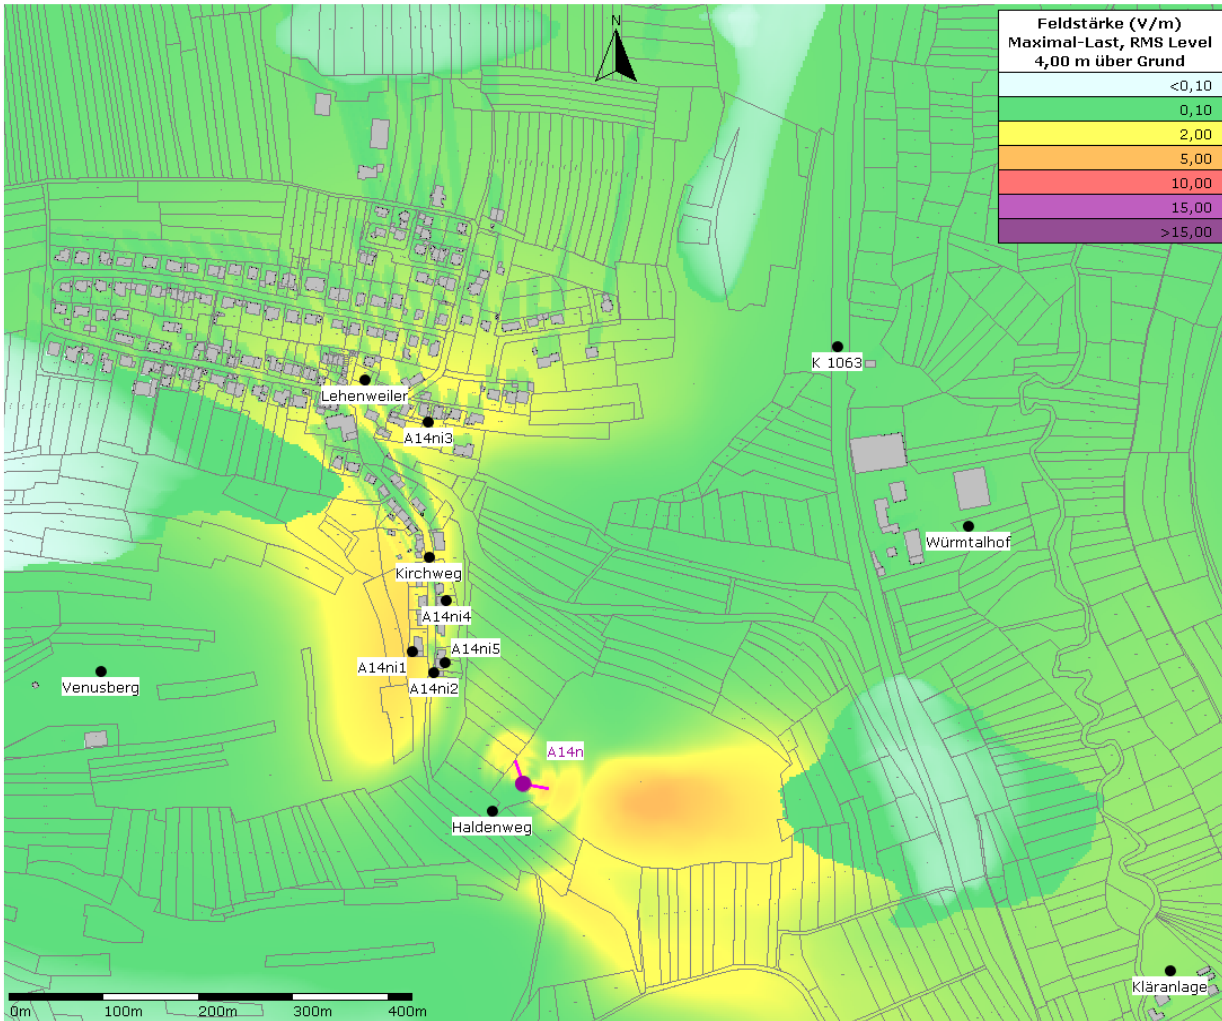 Feldstärke (V/m)
Maximal-Last, RMS Level
4,00 m über Grund
<0,10
0,10
2,00
5,00
10,00
15,00
>15,00
N
K 1063
Lehenweiler
A14ni3
Würmtalhof
Kirchweg
A14ni4
A14ni1
A14ni5
A14ni2
Venusberg
A14n
Haldenweg
Kläranlage
0m 100m 200m 300m 400m